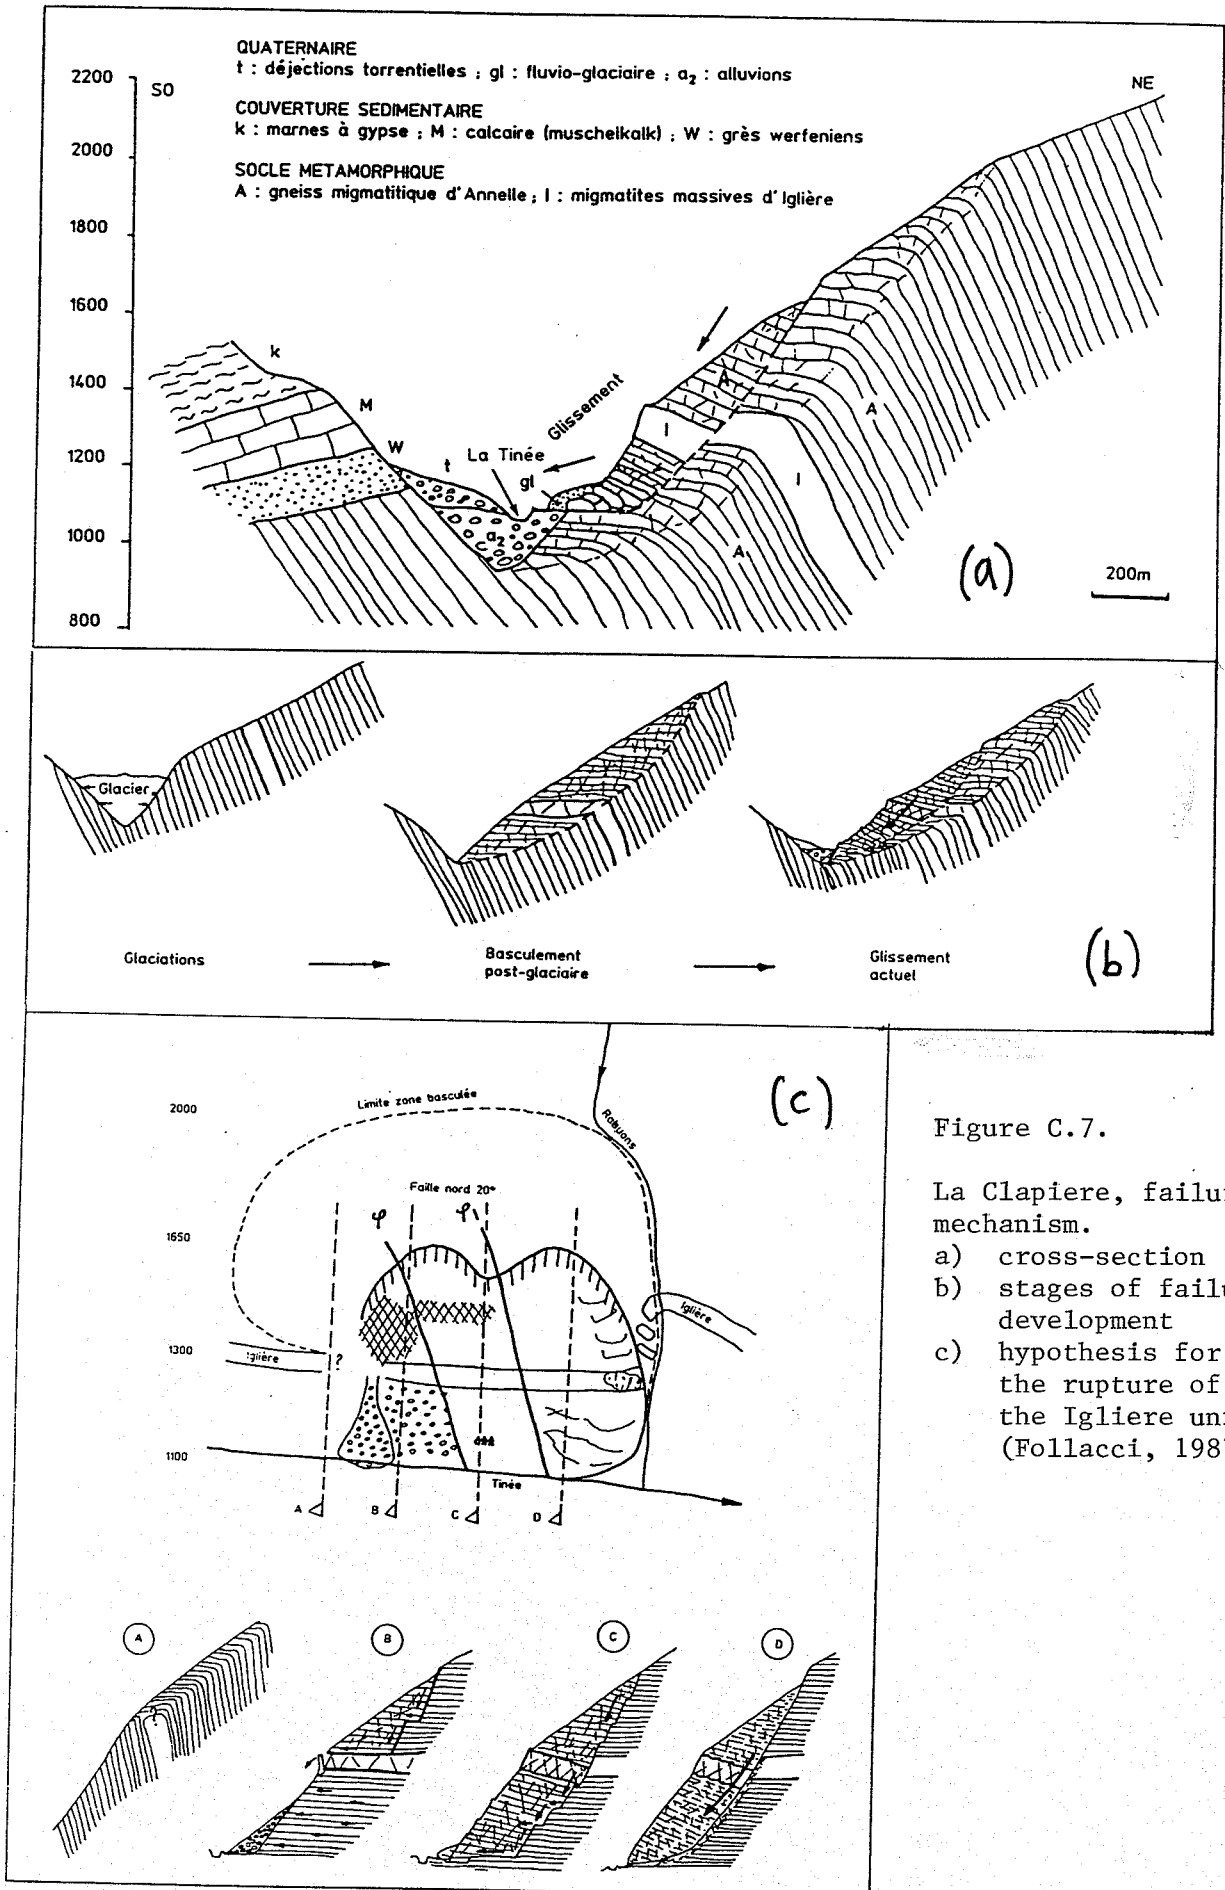 QUATERNAIRE
t : déjections torrentielles ; gl : fluvio-glaciaire ; a₂ : alluvions
COUVERTURE SEDIMENTAIRE
k : marnes à gypse ; M : calcaire (muschelkalk) ; W : grès werfeniens
SOCLE METAMORPHIQUE
A : gneiss migmatitique d'Annelle ; I : migmatites massives d'Iglière
SO
NE
2200
2000
1800
1600
1400
1200
1000
800
k
M
W
t
La Tinée
gl
a₂
Glissement
A
I
A
I
A
(a)
200m
Glacier
Glaciations
Basculement
post-glaciaire
Glissement
actuel
(b)
(c)
2000
1650
1300
1100
Limite zone basculée
Rabuons
Faille nord 20°
φ
Iglière
Iglière
?
Tinée
A
B
C
D
A
B
C
D
?
Figure C.7.
La Clapiere, failu
mechanism.
a) cross-section
b) stages of failu
development
c) hypothesis for
the rupture of
the Igliere un
(Follacci, 198